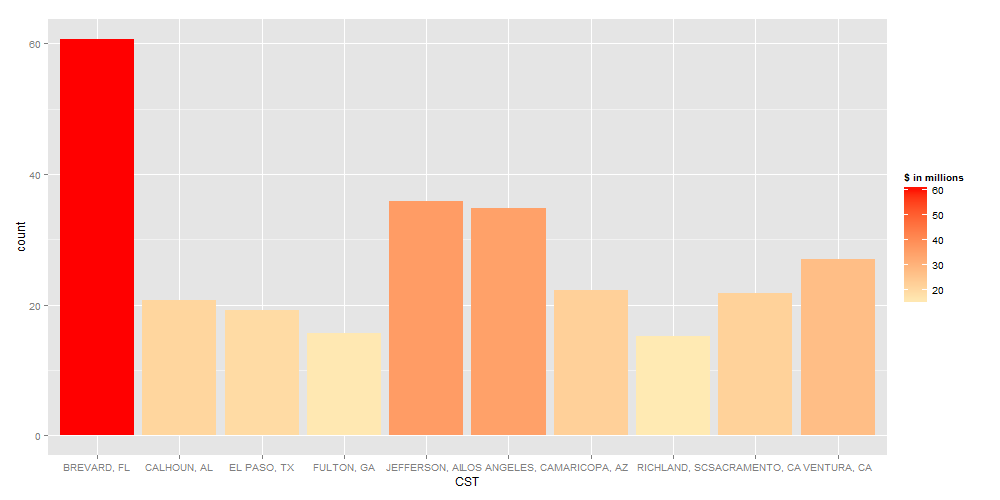 60
40
20
0
count
BREVARD, FL
CALHOUN, AL
EL PASO, TX
FULTON, GA
JEFFERSON, AL
LOS ANGELES, CA
MARICOPA, AZ
RICHLAND, SC
SACRAMENTO, CA
VENTURA, CA
CST
$ in millions
60
50
40
30
20